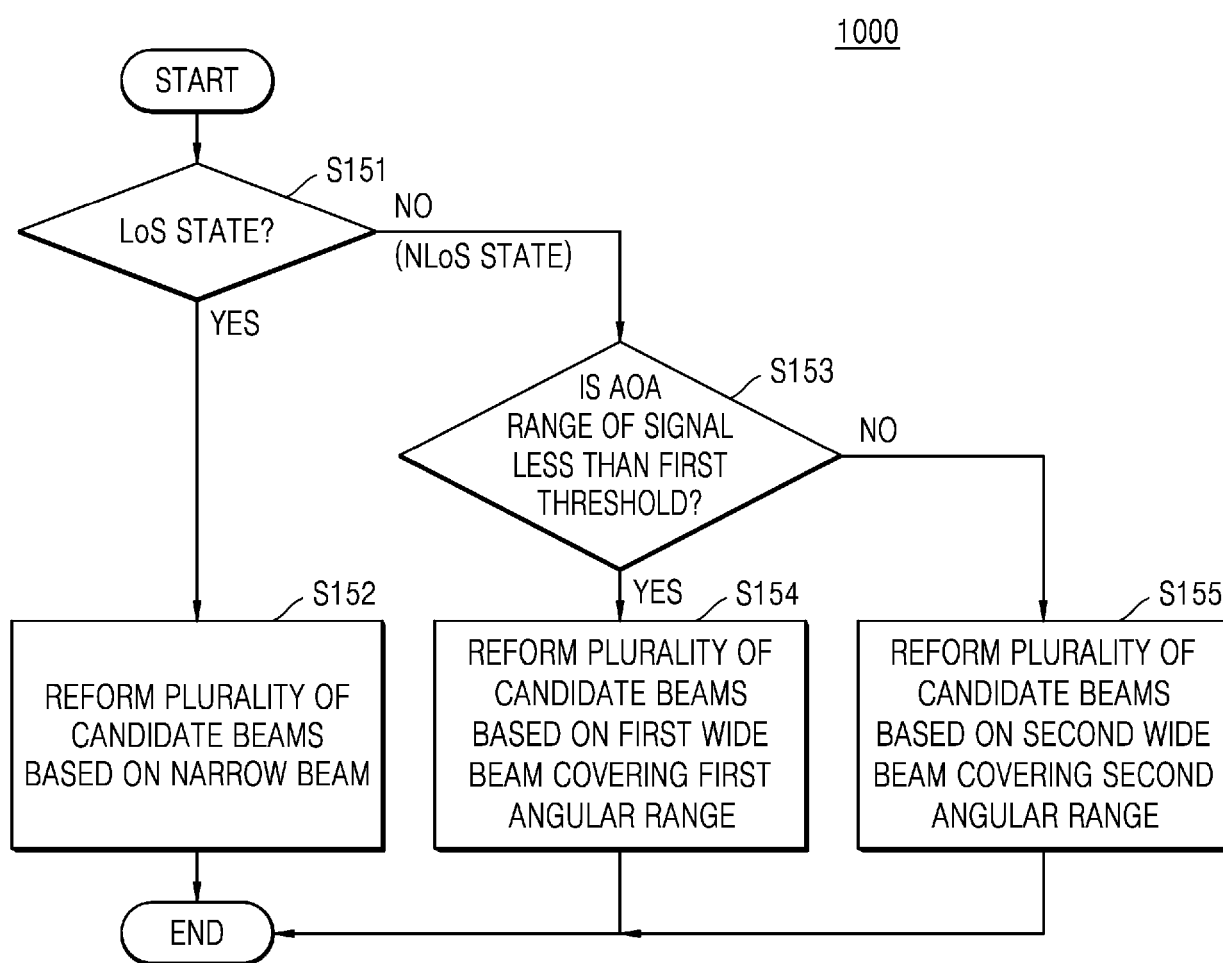 1000
START
S151
LoS STATE?
NO
(NLoS STATE)
YES
S153
IS AOA
RANGE OF SIGNAL
LESS THAN FIRST
THRESHOLD?
NO
YES
S152
REFORM PLURALITY OF
CANDIDATE BEAMS
BASED ON NARROW BEAM
S154
REFORM PLURALITY OF
CANDIDATE BEAMS
BASED ON FIRST WIDE
BEAM COVERING FIRST
ANGULAR RANGE
S155
REFORM PLURALITY OF
CANDIDATE BEAMS
BASED ON SECOND WIDE
BEAM COVERING SECOND
ANGULAR RANGE
END